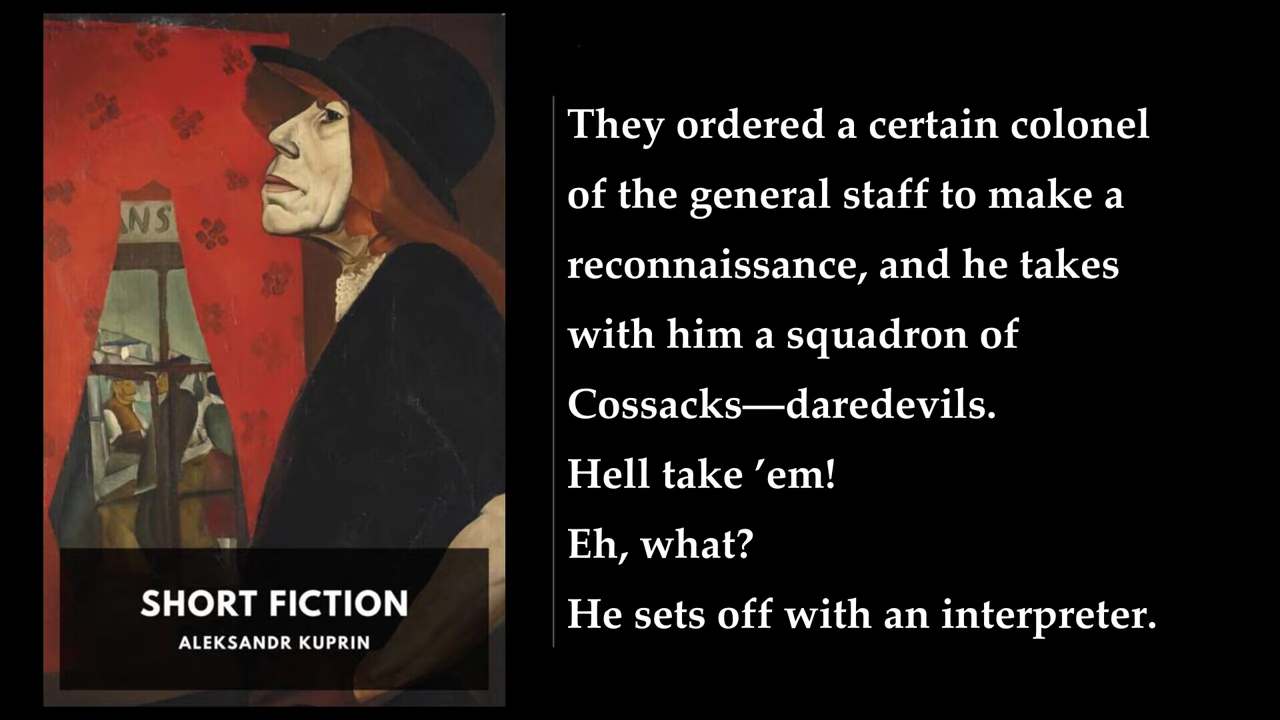 ANS
SHORT FICTION
ALEKSANDR KUPRIN
They ordered a certain colonel
of the general staff to make a
reconnaissance, and he takes
with him a squadron of
Cossacks—daredevils.
Hell take ’em!
Eh, what?
He sets off with an interpreter.